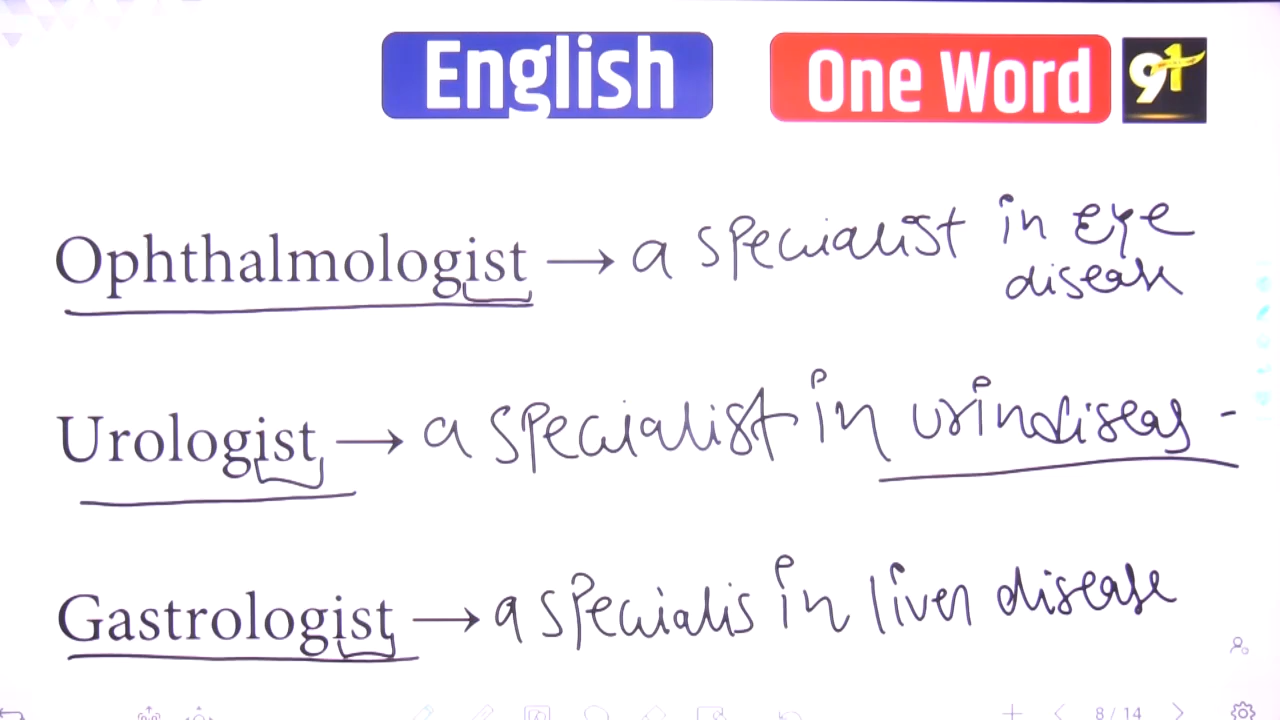 English One Word 91
Ophthalmologist → a specialist in eye
disease
Urologist → a specialist in urindiseas -
Gastrologist → a specialis in liver disease
8 / 14